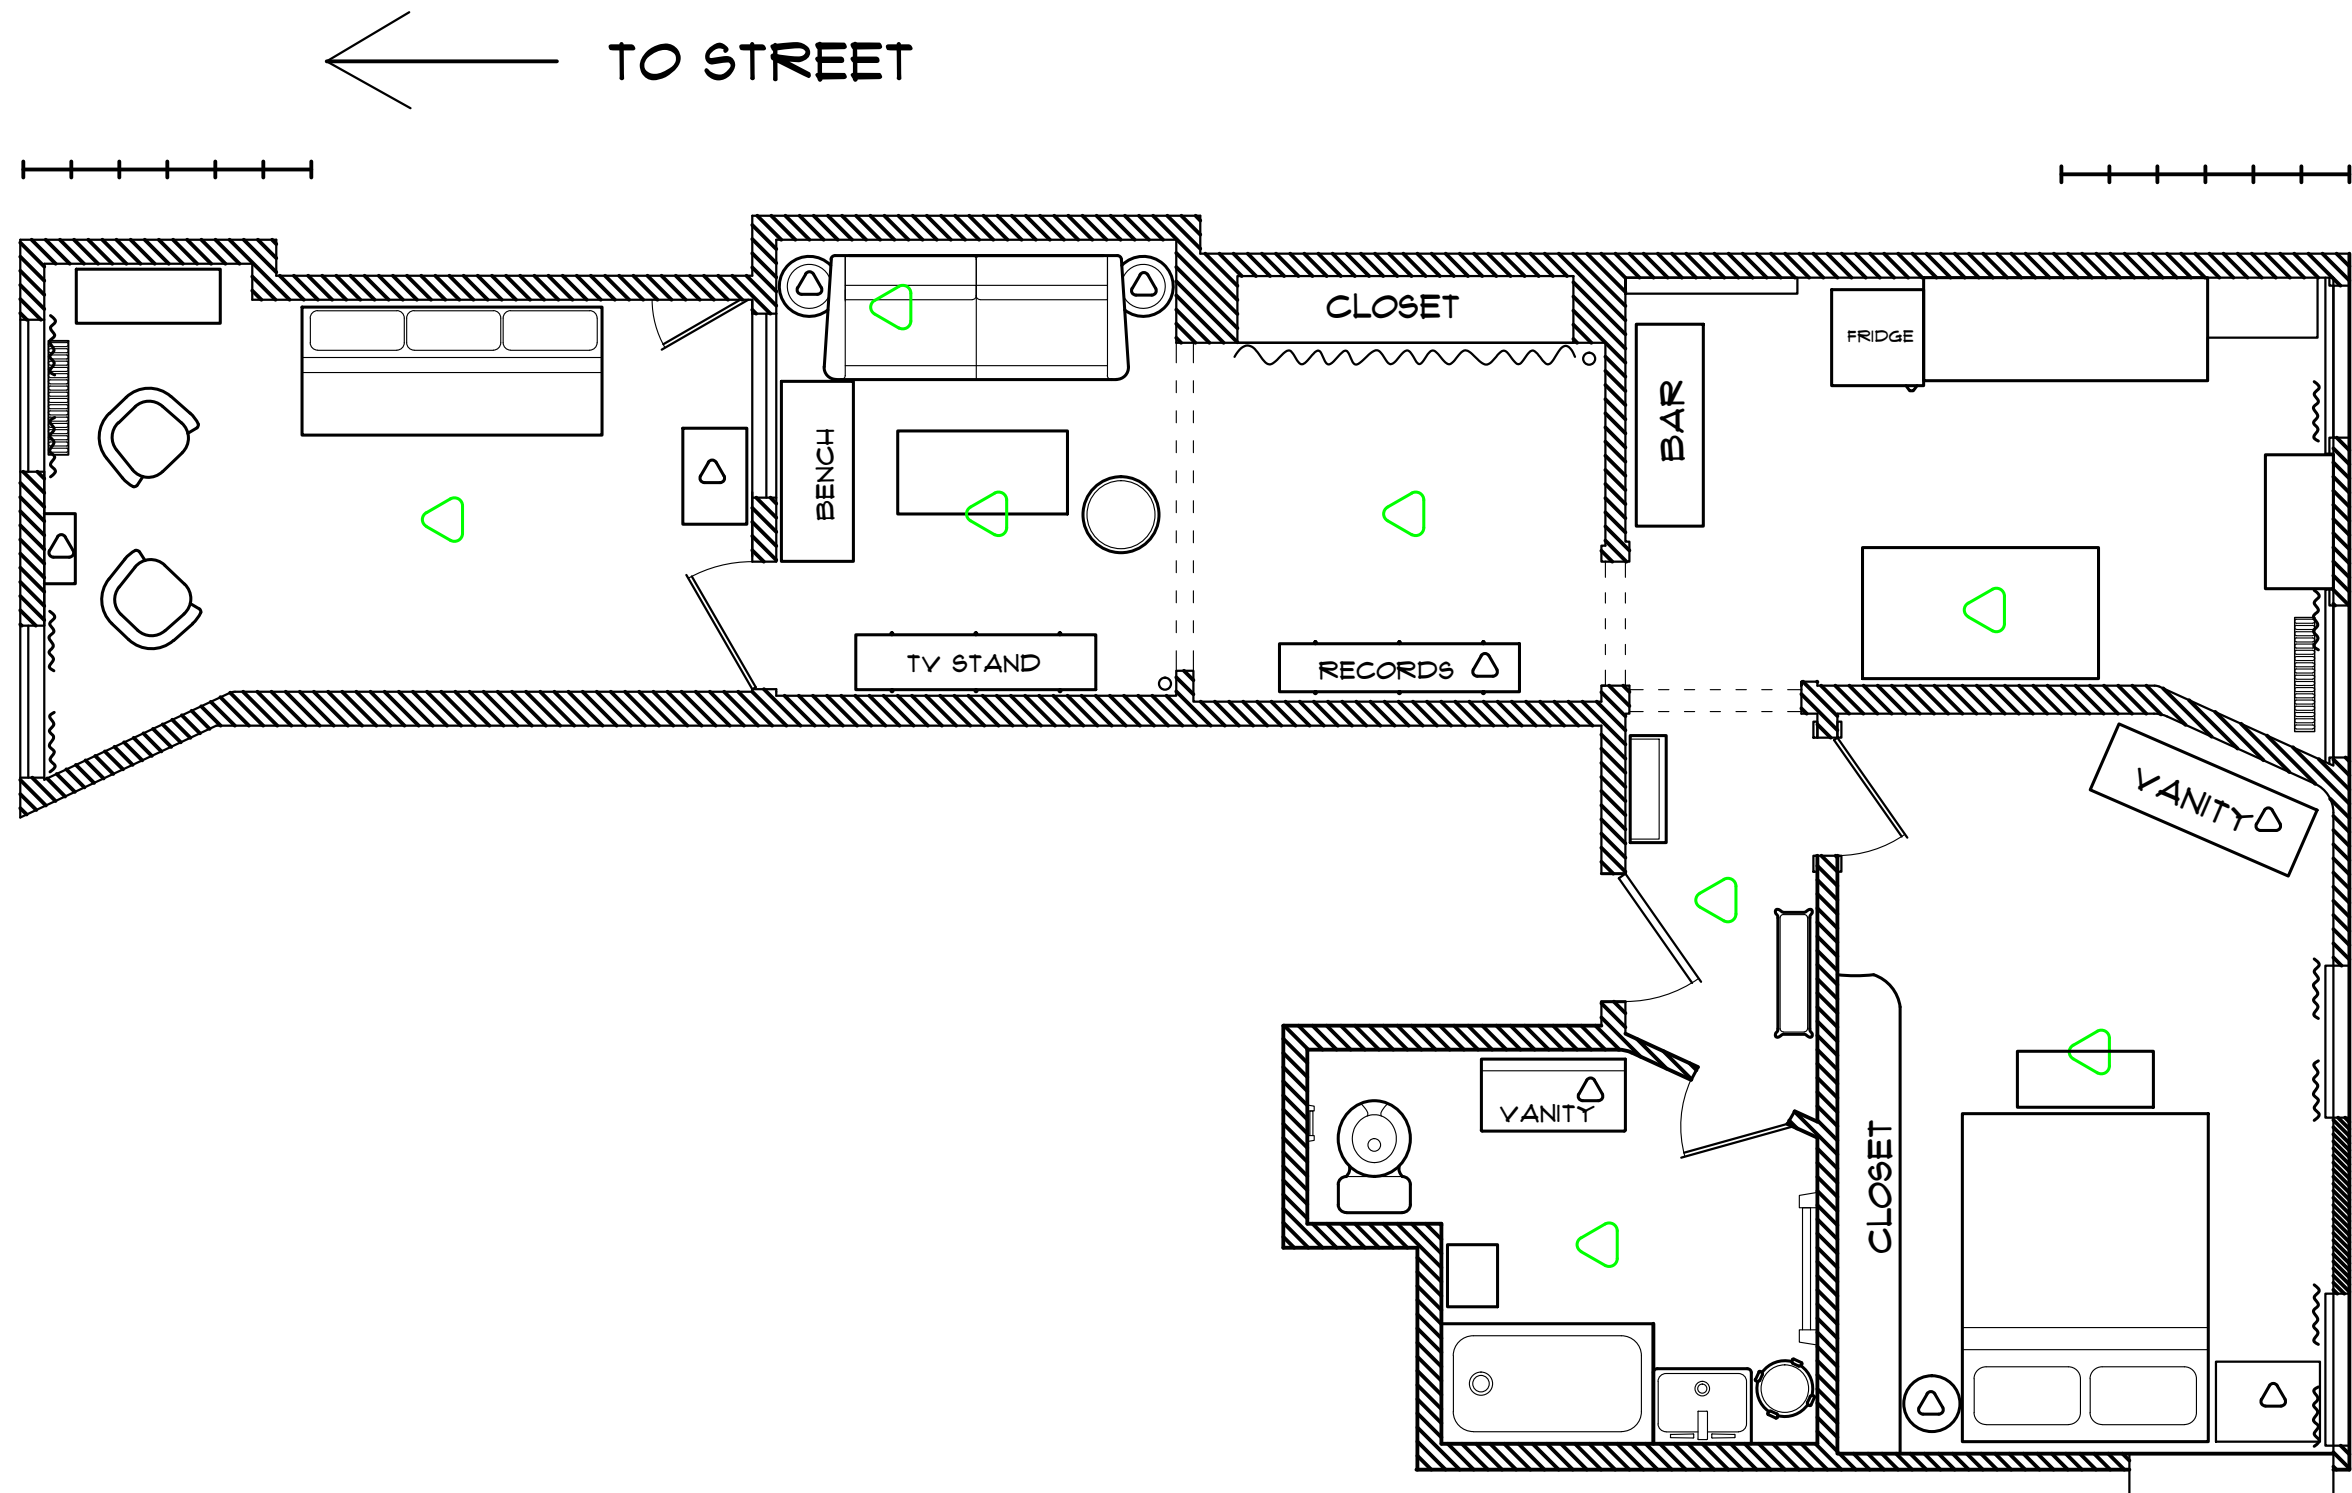 TO STREET
CLOSET
FRIDGE
BAR
BENCH
TV STAND
RECORDS
VANITY
VANITY
CLOSET